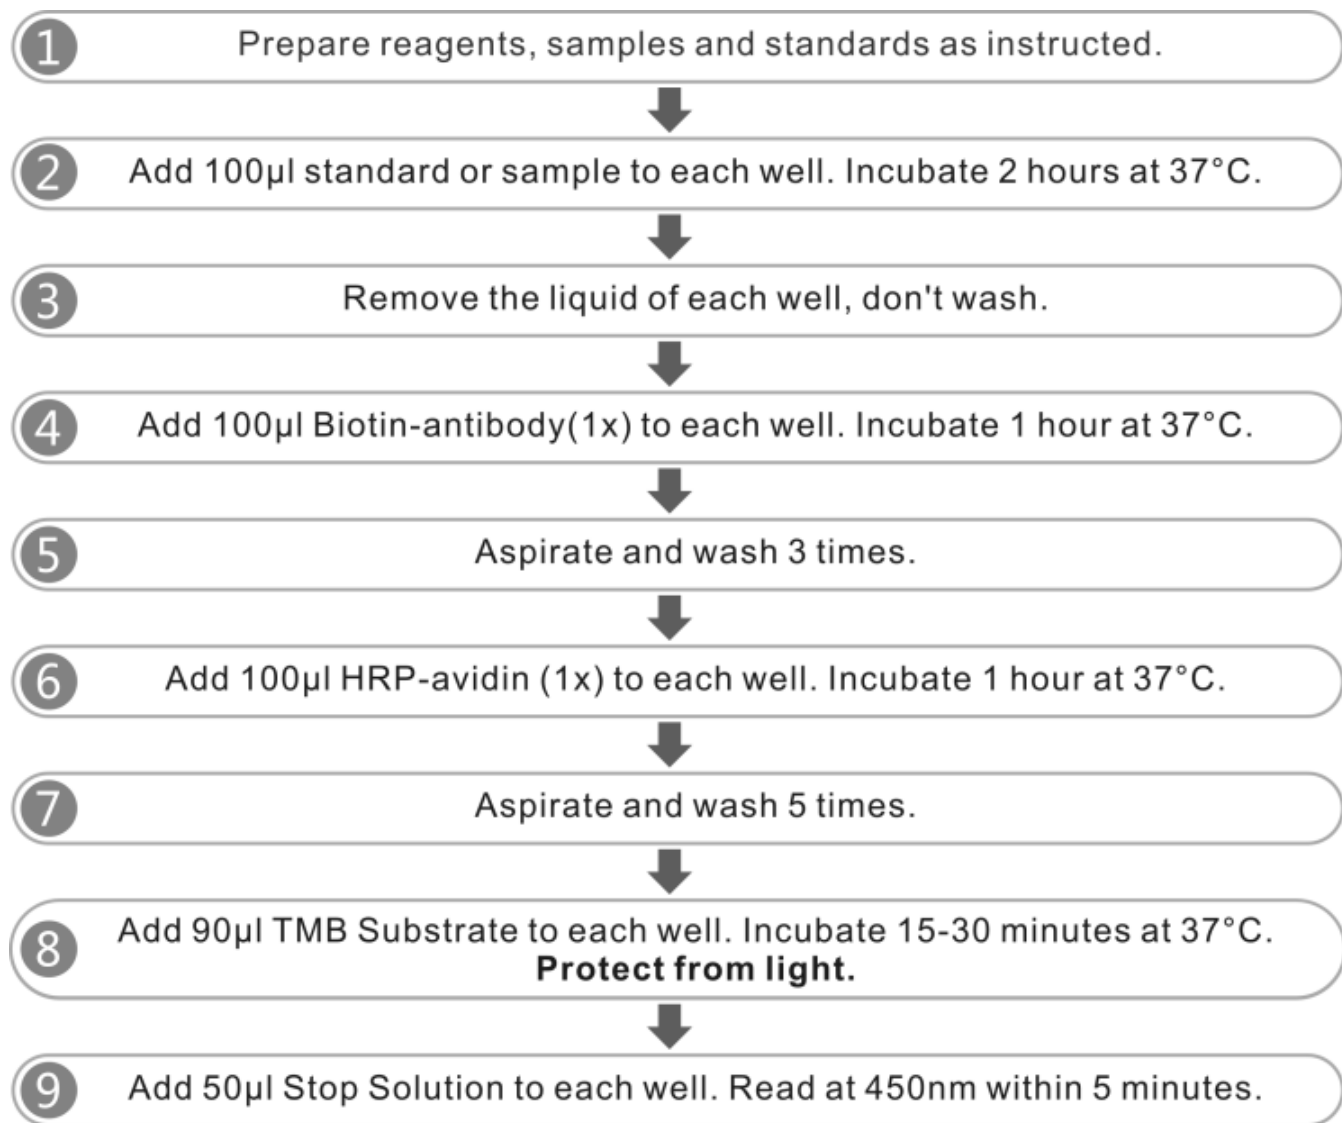 1 Prepare reagents, samples and standards as instructed.
2 Add 100µl standard or sample to each well. Incubate 2 hours at 37°C.
3 Remove the liquid of each well, don't wash.
4 Add 100µl Biotin-antibody(1x) to each well. Incubate 1 hour at 37°C.
5 Aspirate and wash 3 times.
6 Add 100µl HRP-avidin (1x) to each well. Incubate 1 hour at 37°C.
7 Aspirate and wash 5 times.
8 Add 90µl TMB Substrate to each well. Incubate 15-30 minutes at 37°C.
Protect from light.
9 Add 50µl Stop Solution to each well. Read at 450nm within 5 minutes.